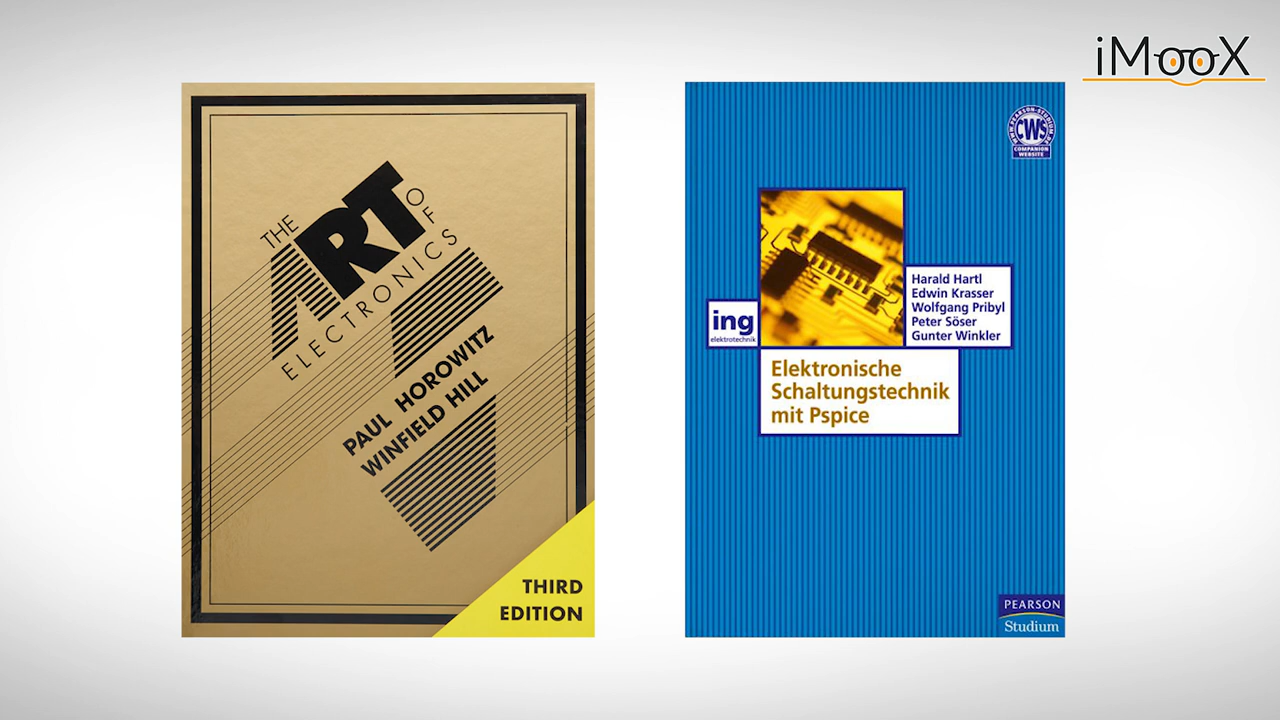 iMooX
THE
ART
OF
ELECTRONICS
PAUL HOROWITZ
WINFIELD HILL
THIRD
EDITION
CWS
COMPANION
WEBSITE
Harald Hartl
Edwin Krasser
Wolfgang Pribyl
Peter Söser
Gunter Winkler
ing
elektrotechnik
Elektronische
Schaltungstechnik
mit Pspice
PEARSON
Studium